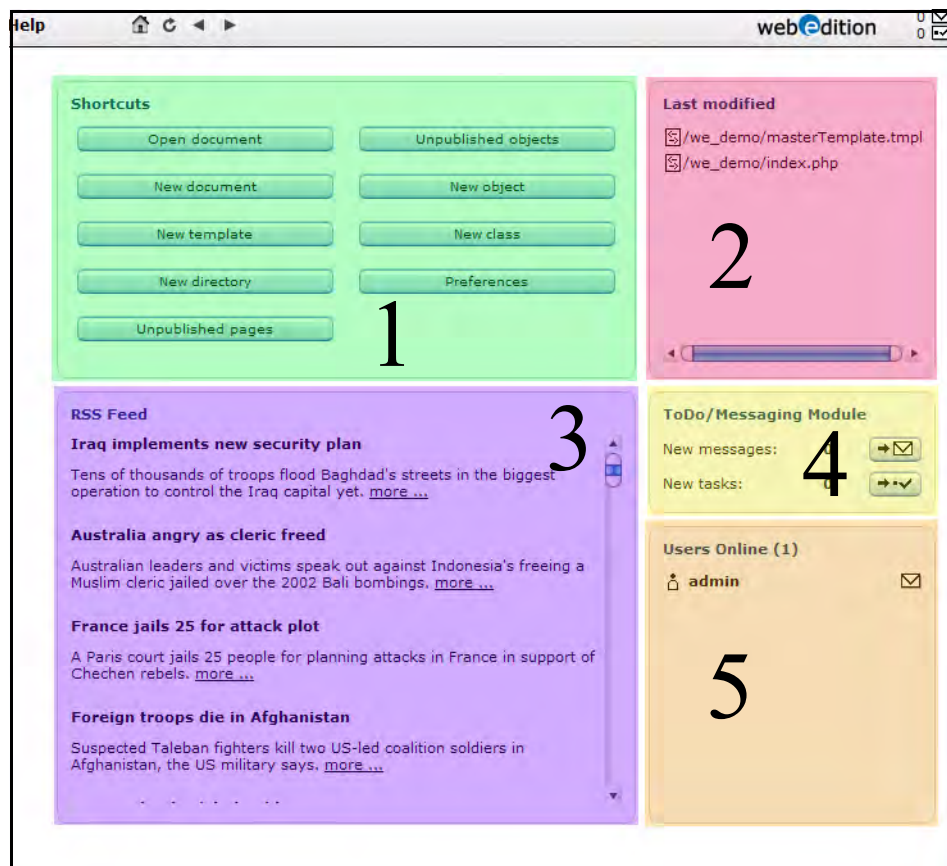 Help
webedition
0
0
Shortcuts
Open document
Unpublished objects
New document
New object
New template
New class
New directory
Preferences
Unpublished pages
1
Last modified
/we_demo/masterTemplate.tmpl
/we_demo/index.php
2
RSS Feed
3
Iraq implements new security plan
Tens of thousands of troops flood Baghdad's streets in the biggest
operation to control the Iraq capital yet. more ...
Australia angry as cleric freed
Australian leaders and victims speak out against Indonesia's freeing a
Muslim cleric jailed over the 2002 Bali bombings. more ...
France jails 25 for attack plot
A Paris court jails 25 people for planning attacks in France in support of
Chechen rebels. more ...
Foreign troops die in Afghanistan
Suspected Taleban fighters kill two US-led coalition soldiers in
Afghanistan, the US military says. more ...
ToDo/Messaging Module
New messages:
New tasks:
4
Users Online (1)
admin
5